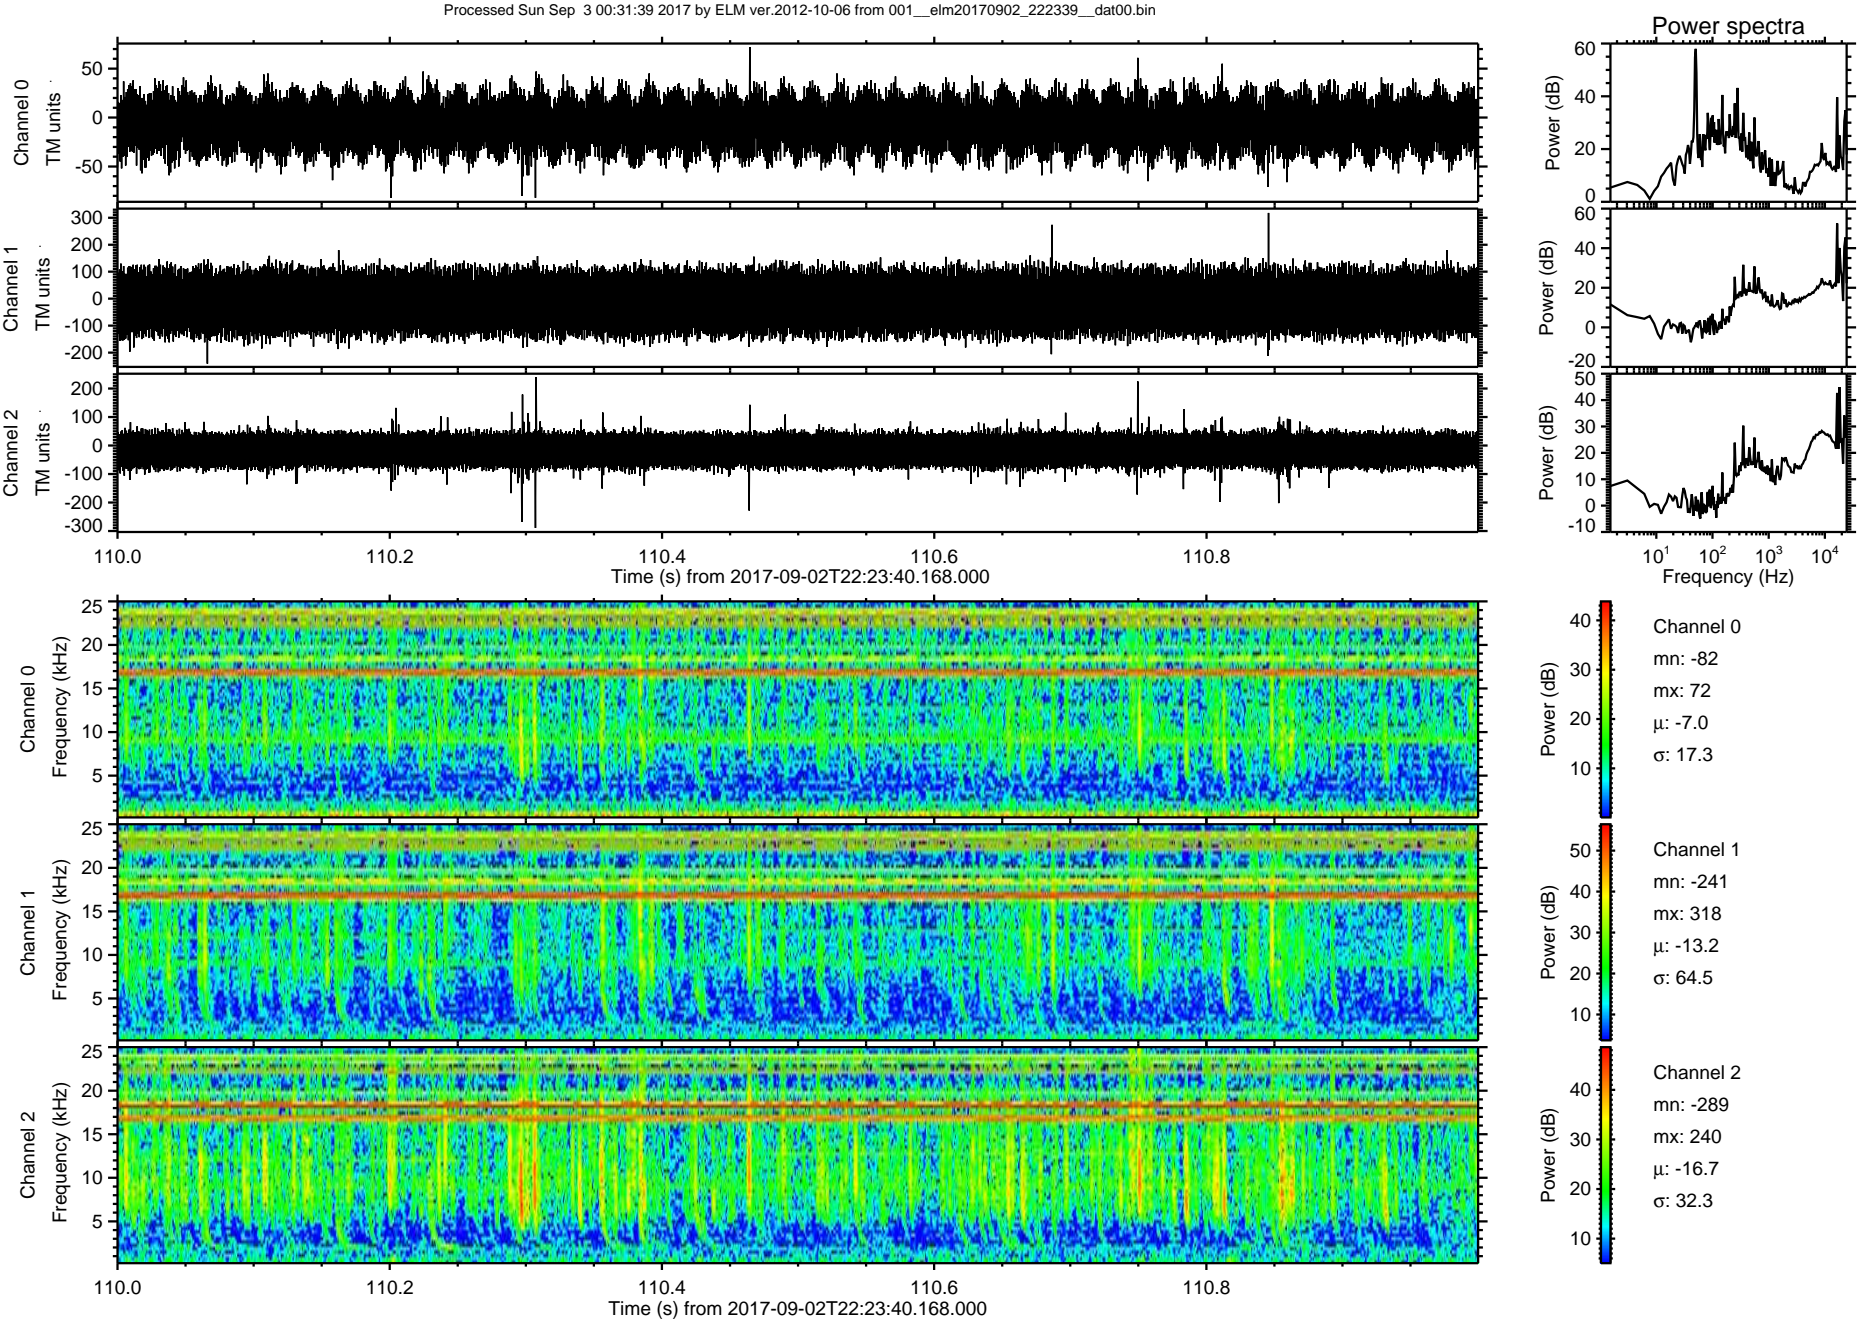 Processed Sun Sep  3 00:31:39 2017 by ELM ver.2012-10-06 from 001__elm20170902_222339__dat00.bin
Power spectra
Channel 0
TM units
50
0
-50
Power (dB)
60
40
20
0
Channel 1
TM units
300
200
100
0
-100
-200
Power (dB)
60
40
20
0
-20
Channel 2
TM units
200
100
0
-100
-200
-300
Power (dB)
50
40
30
20
10
0
-10
110.0 110.2 110.4 110.6 110.8
Time (s) from 2017-09-02T22:23:40.168.000
10¹ 10² 10³ 10⁴
Frequency (Hz)
Channel 0
Frequency (kHz)
25
20
15
10
5
Power (dB)
40
30
20
10
Channel 0
mn: -82
mx: 72
μ: -7.0
σ: 17.3
Channel 1
Frequency (kHz)
25
20
15
10
5
Power (dB)
50
40
30
20
10
Channel 1
mn: -241
mx: 318
μ: -13.2
σ: 64.5
Channel 2
Frequency (kHz)
25
20
15
10
5
Power (dB)
40
30
20
10
Channel 2
mn: -289
mx: 240
μ: -16.7
σ: 32.3
110.0 110.2 110.4 110.6 110.8
Time (s) from 2017-09-02T22:23:40.168.000